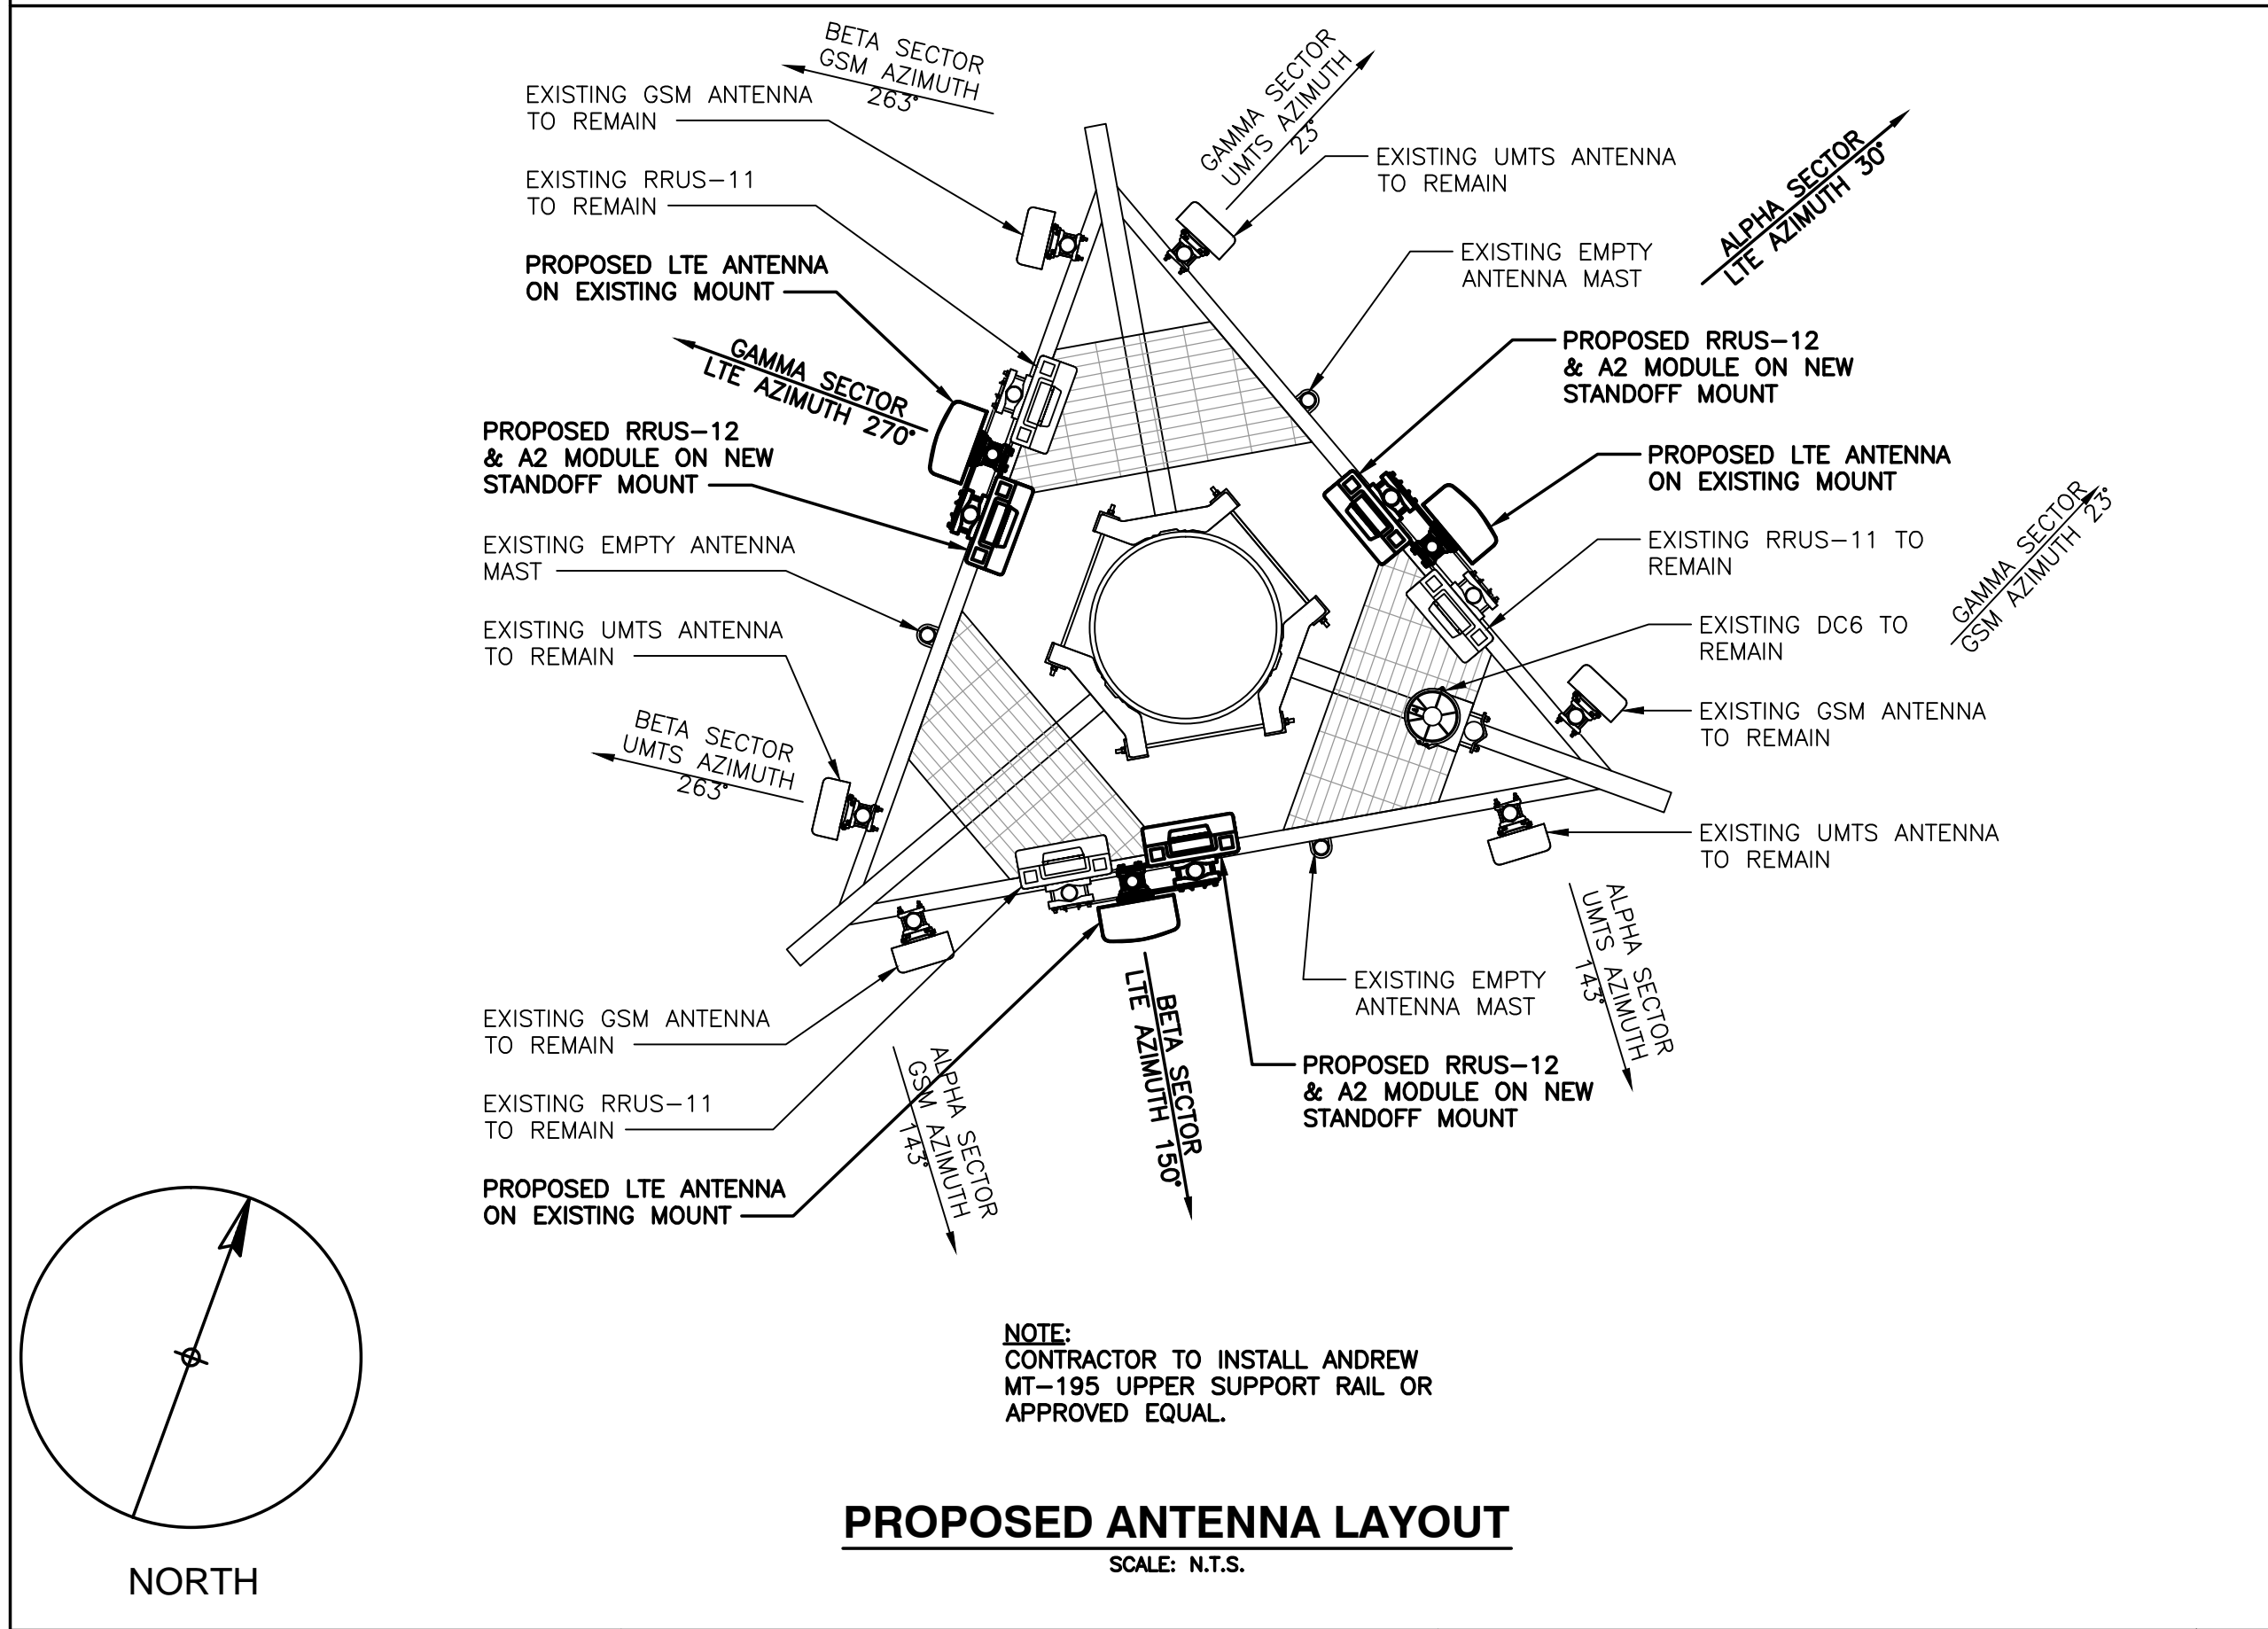 BETA SECTOR
GSM AZIMUTH
263°
EXISTING GSM ANTENNA
TO REMAIN
EXISTING RRUS-11
TO REMAIN
PROPOSED LTE ANTENNA
ON EXISTING MOUNT
GAMMA SECTOR
LTE AZIMUTH 270°
PROPOSED RRUS-12
& A2 MODULE ON NEW
STANDOFF MOUNT
EXISTING EMPTY ANTENNA
MAST
EXISTING UMTS ANTENNA
TO REMAIN
BETA SECTOR
UMTS AZIMUTH
263°
EXISTING GSM ANTENNA
TO REMAIN
EXISTING RRUS-11
TO REMAIN
PROPOSED LTE ANTENNA
ON EXISTING MOUNT
GAMMA SECTOR
UMTS AZIMUTH
23°
EXISTING UMTS ANTENNA
TO REMAIN
EXISTING EMPTY
ANTENNA MAST
ALPHA SECTOR
LTE AZIMUTH 30°
PROPOSED RRUS-12
& A2 MODULE ON NEW
STANDOFF MOUNT
PROPOSED LTE ANTENNA
ON EXISTING MOUNT
EXISTING RRUS-11 TO
REMAIN
GAMMA SECTOR
GSM AZIMUTH 23°
EXISTING DC6 TO
REMAIN
EXISTING GSM ANTENNA
TO REMAIN
EXISTING UMTS ANTENNA
TO REMAIN
ALPHA SECTOR
UMTS AZIMUTH
143°
EXISTING EMPTY
ANTENNA MAST
PROPOSED RRUS-12
& A2 MODULE ON NEW
STANDOFF MOUNT
BETA SECTOR
LTE AZIMUTH 150°
ALPHA SECTOR
GSM AZIMUTH
143°
NOTE:
CONTRACTOR TO INSTALL ANDREW
MT-195 UPPER SUPPORT RAIL OR
APPROVED EQUAL.
PROPOSED ANTENNA LAYOUT
SCALE: N.T.S.
NORTH